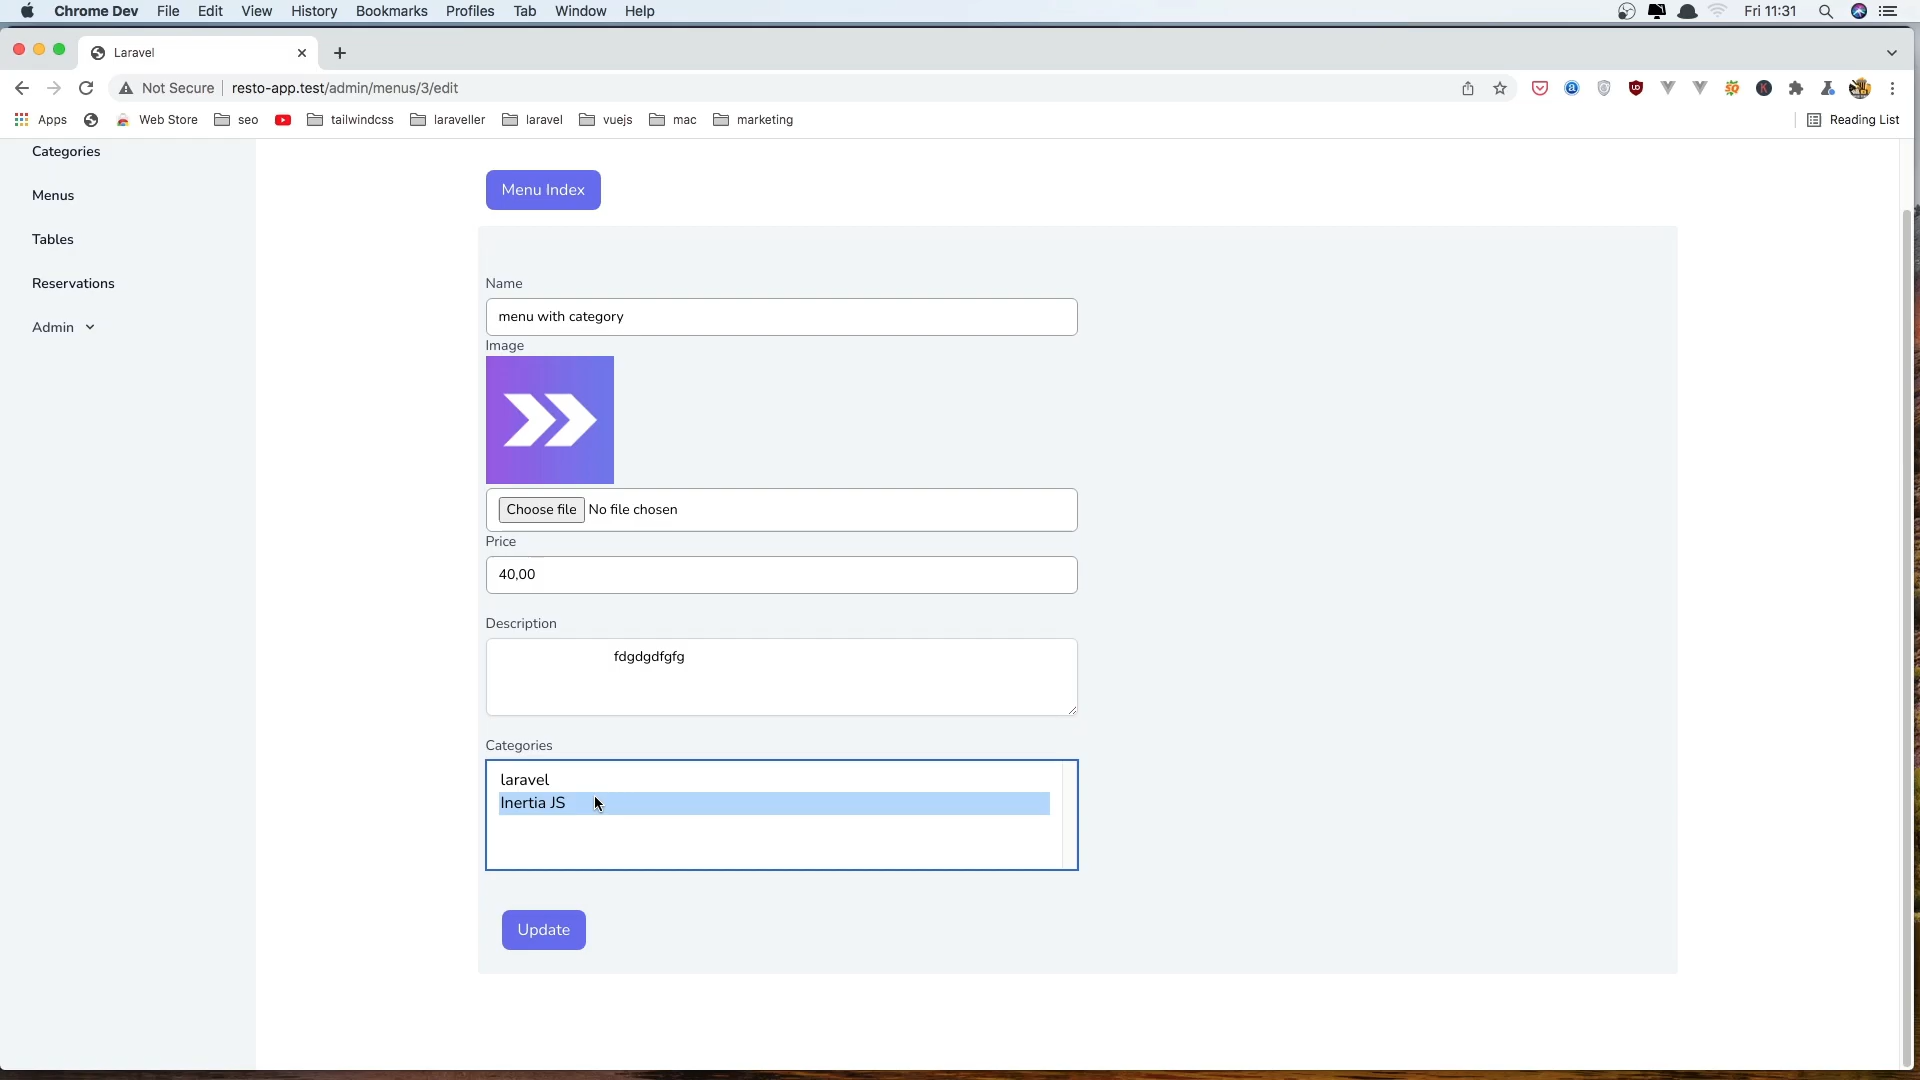 Chrome Dev File Edit View History Bookmarks Profiles Tab Window Help Fri 11:31
Laravel
Not Secure resto-app.test/admin/menus/3/edit
Apps Web Store seo tailwindcss laraveller laravel vuejs mac marketing Reading List
Categories
Menus
Tables
Reservations
Admin
Menu Index
Name
menu with category
Image
Choose file No file chosen
Price
40,00
Description
fdgdgdfgfg
Categories
laravel
Inertia JS
Update